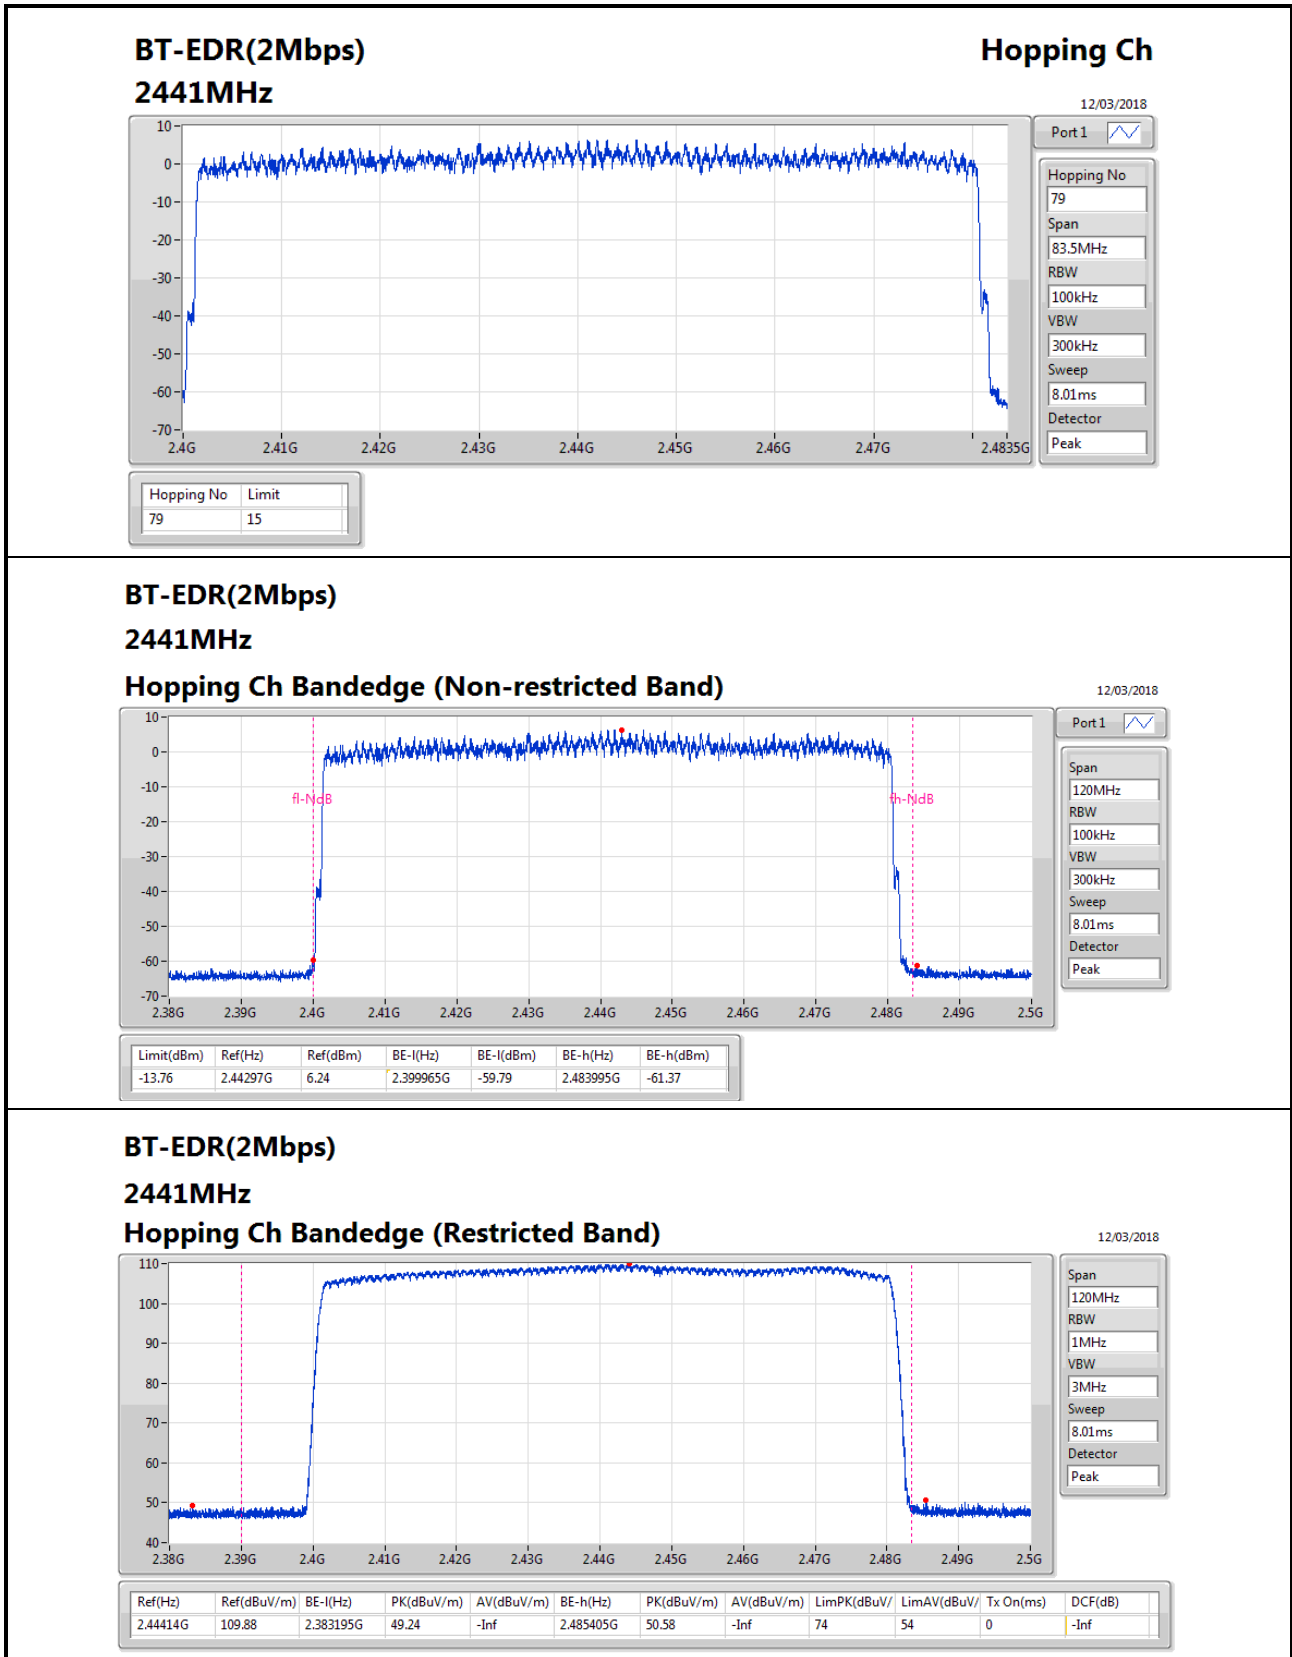 BT-EDR(2Mbps)
Hopping Ch
2441MHz
12/03/2018
Port 1
10
0
-10
-20
-30
-40
-50
-60
-70
2.4G 2.41G 2.42G 2.43G 2.44G 2.45G 2.46G 2.47G 2.4835G
Hopping No
79
Span
83.5MHz
RBW
100kHz
VBW
300kHz
Sweep
8.01ms
Detector
Peak
Hopping No Limit
79 15
BT-EDR(2Mbps)
2441MHz
Hopping Ch Bandedge (Non-restricted Band)
12/03/2018
Port 1
10
0
-10
-20
-30
-40
-50
-60
-70
fl-NdB
fh-NdB
2.38G 2.39G 2.4G 2.41G 2.42G 2.43G 2.44G 2.45G 2.46G 2.47G 2.48G 2.49G 2.5G
Span
120MHz
RBW
100kHz
VBW
300kHz
Sweep
8.01ms
Detector
Peak
Limit(dBm) Ref(Hz) Ref(dBm) BE-l(Hz) BE-l(dBm) BE-h(Hz) BE-h(dBm)
-13.76 2.44297G 6.24 2.399965G -59.79 2.483995G -61.37
BT-EDR(2Mbps)
2441MHz
Hopping Ch Bandedge (Restricted Band)
12/03/2018
110
100
90
80
70
60
50
40
2.38G 2.39G 2.4G 2.41G 2.42G 2.43G 2.44G 2.45G 2.46G 2.47G 2.48G 2.49G 2.5G
Span
120MHz
RBW
1MHz
VBW
3MHz
Sweep
8.01ms
Detector
Peak
Ref(Hz) Ref(dBuV/m) BE-l(Hz) PK(dBuV/m) AV(dBuV/m) BE-h(Hz) PK(dBuV/m) AV(dBuV/m) LimPK(dBuV/ LimAV(dBuV/ Tx On(ms) DCF(dB)
2.44414G 109.88 2.383195G 49.24 -Inf 2.485405G 50.58 -Inf 74 54 0 -Inf